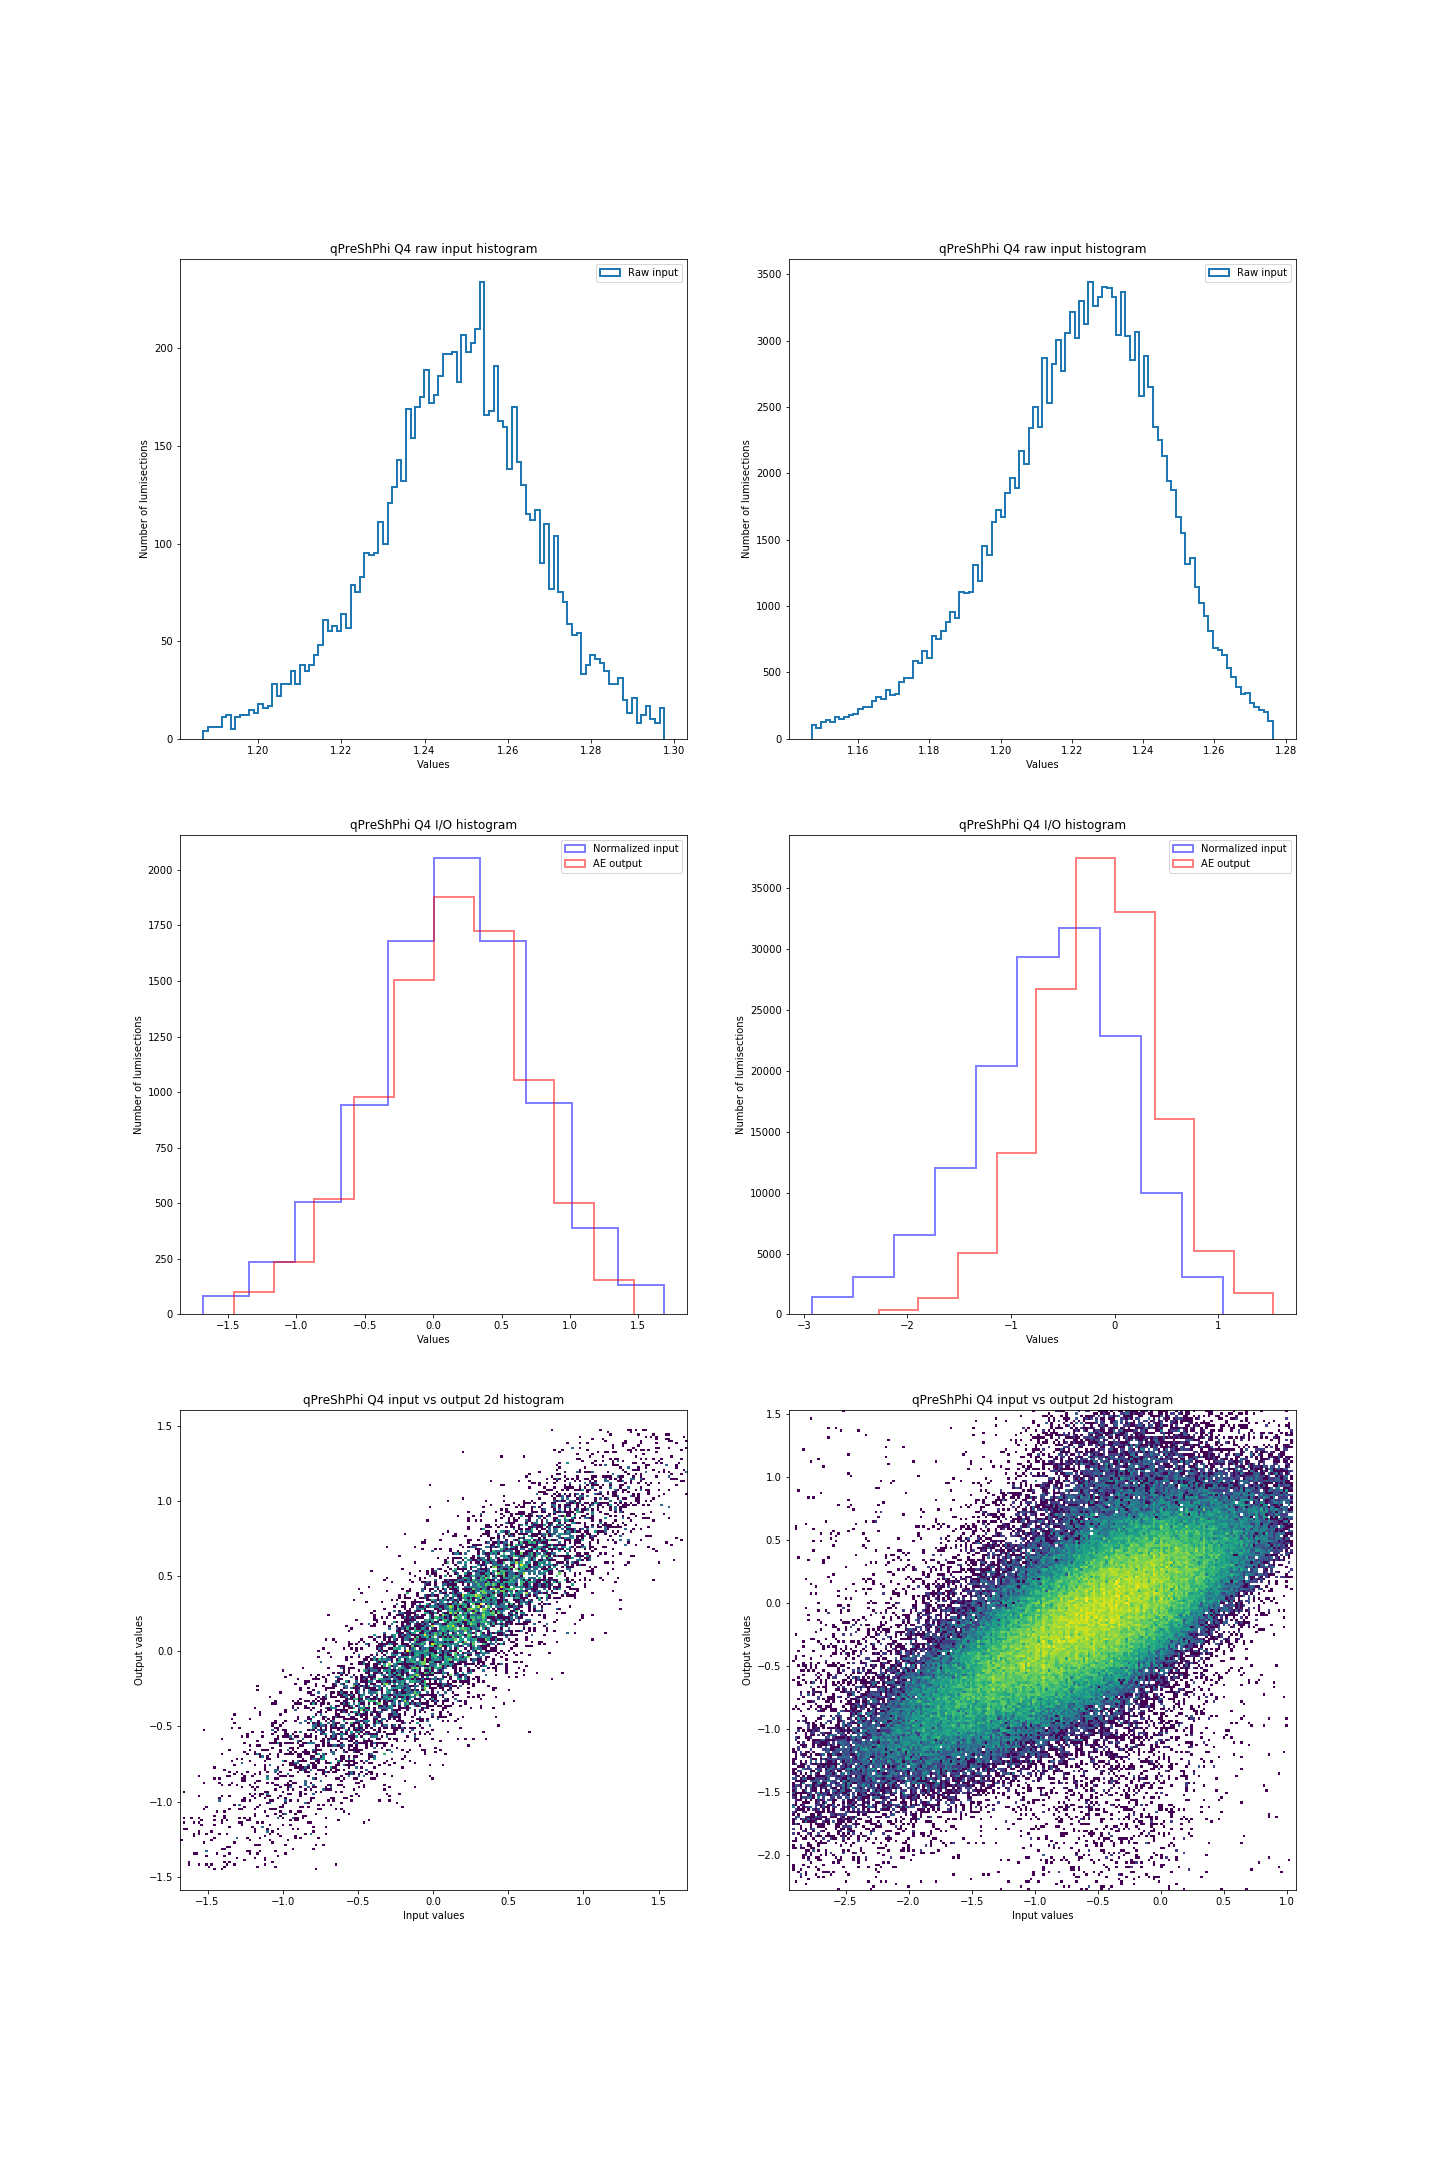 qPreShPhi Q4 raw input histogram
Raw input
Number of lumisections
200
150
100
50
0
1.20 1.22 1.24 1.26 1.28 1.30
Values
qPreShPhi Q4 raw input histogram
Raw input
Number of lumisections
3500
3000
2500
2000
1500
1000
500
0
1.16 1.18 1.20 1.22 1.24 1.26 1.28
Values
qPreShPhi Q4 I/O histogram
Normalized input
AE output
Number of lumisections
2000
1750
1500
1250
1000
750
500
250
0
−1.5 −1.0 −0.5 0.0 0.5 1.0 1.5
Values
qPreShPhi Q4 I/O histogram
Normalized input
AE output
Number of lumisections
35000
30000
25000
20000
15000
10000
5000
0
−3 −2 −1 0 1
Values
qPreShPhi Q4 input vs output 2d histogram
Output values
1.5
1.0
0.5
0.0
−0.5
−1.0
−1.5
−1.5 −1.0 −0.5 0.0 0.5 1.0 1.5
Input values
qPreShPhi Q4 input vs output 2d histogram
Output values
1.5
1.0
0.5
0.0
−0.5
−1.0
−1.5
−2.0
−2.5 −2.0 −1.5 −1.0 −0.5 0.0 0.5 1.0
Input values